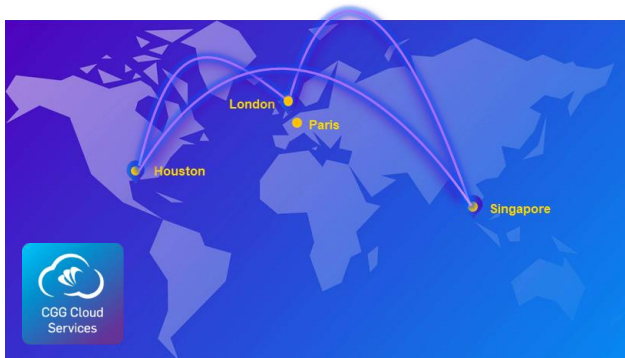 London
Paris
Houston
Singapore
CGG Cloud
Services